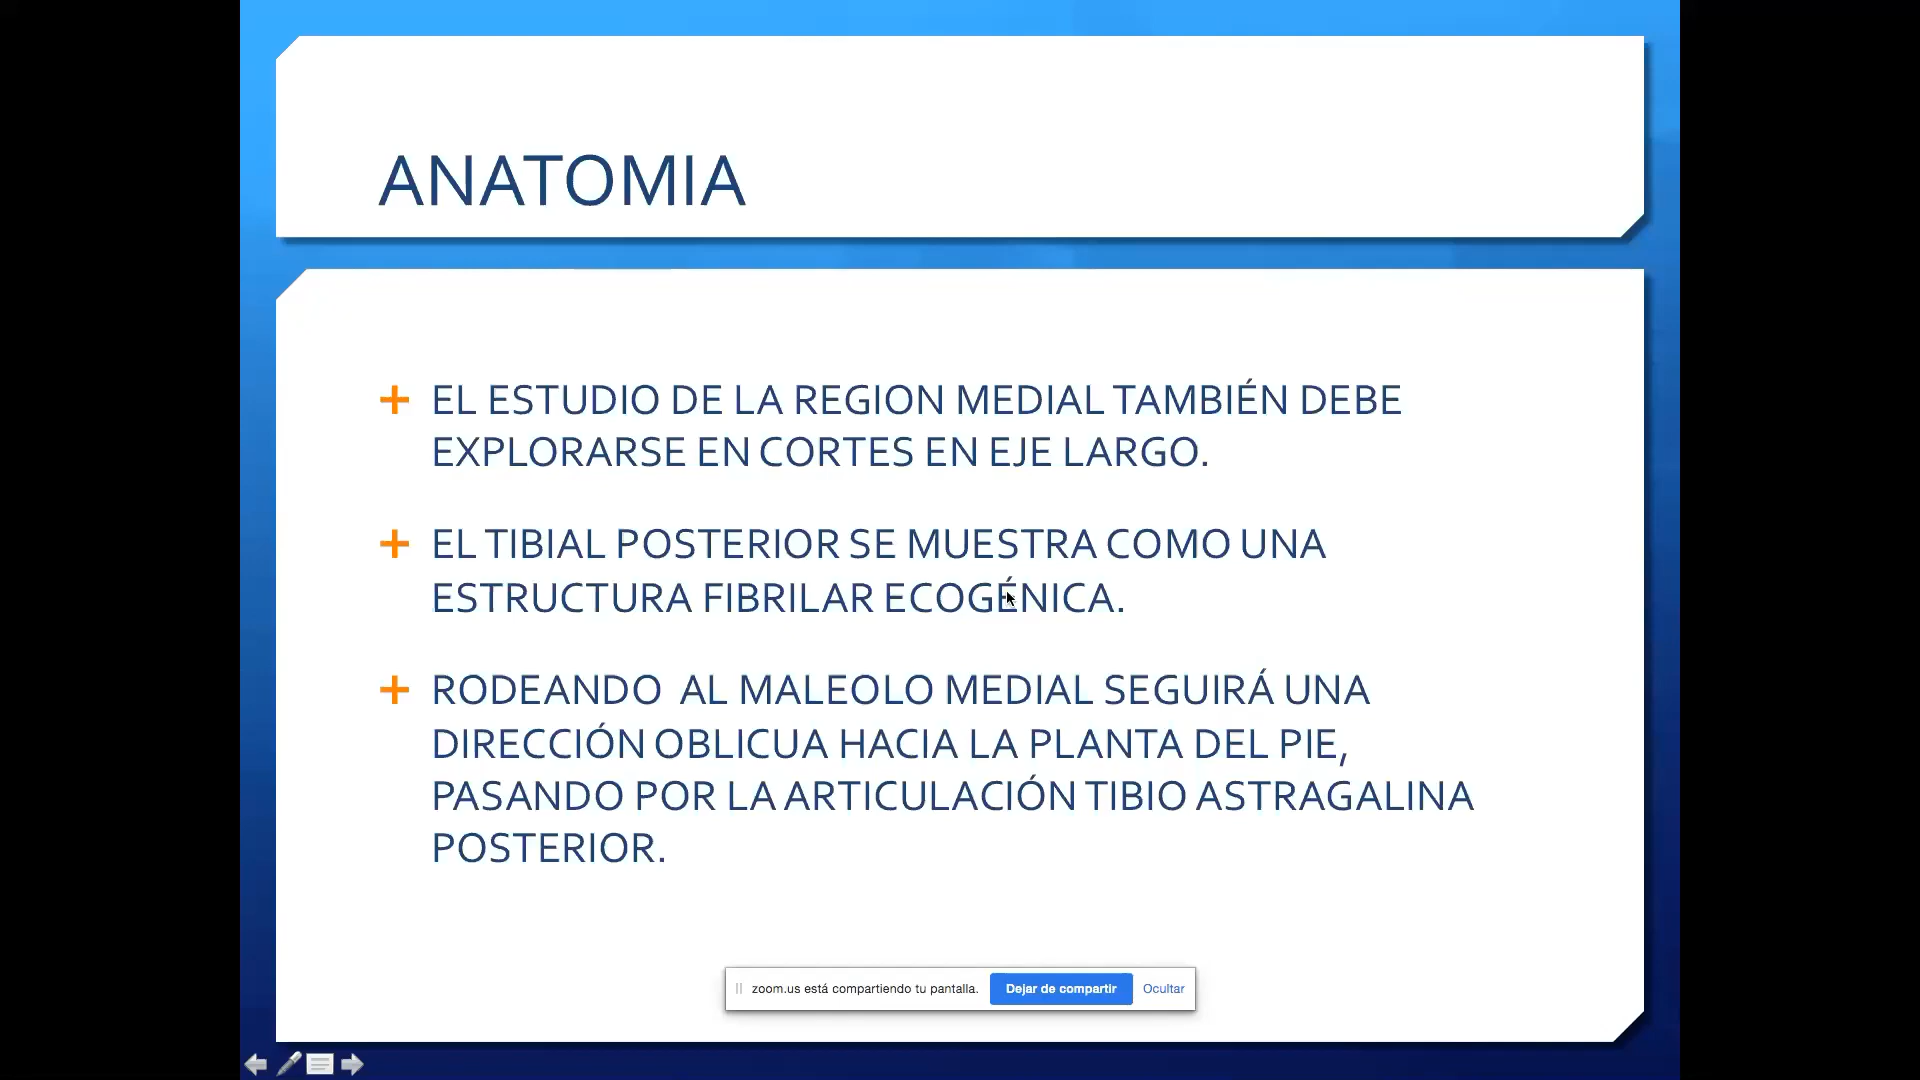 ANATOMIA
EL ESTUDIO DE LA REGION MEDIAL TAMBIÉN DEBE
EXPLORARSE EN CORTES EN EJE LARGO.
EL TIBIAL POSTERIOR SE MUESTRA COMO UNA
ESTRUCTURA FIBRILAR ECOGÉNICA.
RODEANDO AL MALEOLO MEDIAL SEGUIRÁ UNA
DIRECCIÓN OBLICUA HACIA LA PLANTA DEL PIE,
PASANDO POR LA ARTICULACIÓN TIBIO ASTRAGALINA
POSTERIOR.
zoom.us está compartiendo tu pantalla. Dejar de compartir Ocultar